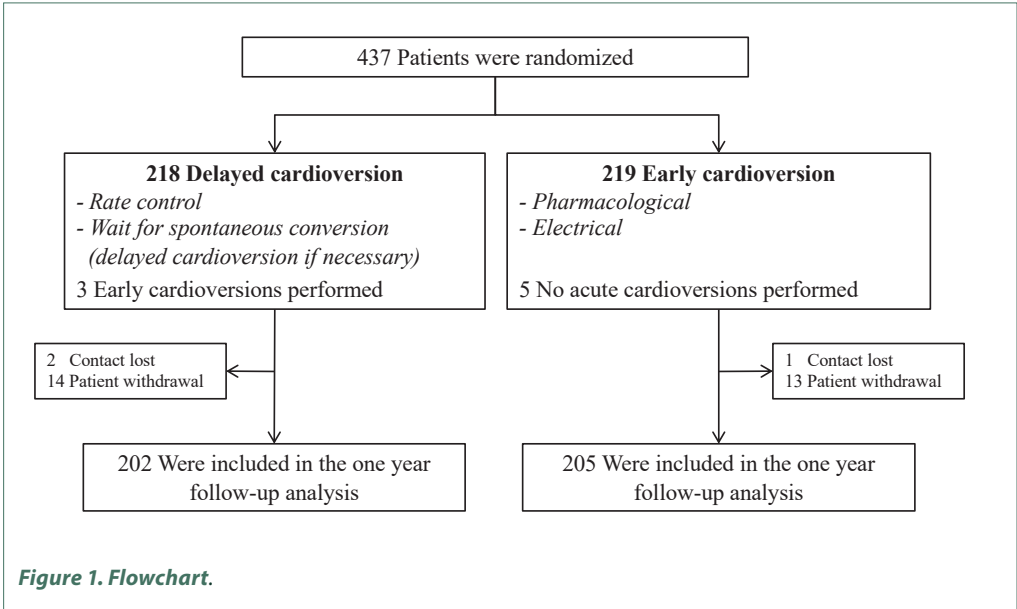 437 Patients were randomized
218 Delayed cardioversion
- Rate control
- Wait for spontaneous conversion
(delayed cardioversion if necessary)
3 Early cardioversions performed
219 Early cardioversion
- Pharmacological
- Electrical
5 No acute cardioversions performed
2 Contact lost
14 Patient withdrawal
1 Contact lost
13 Patient withdrawal
202 Were included in the one year
follow-up analysis
205 Were included in the one year
follow-up analysis
Figure 1. Flowchart.